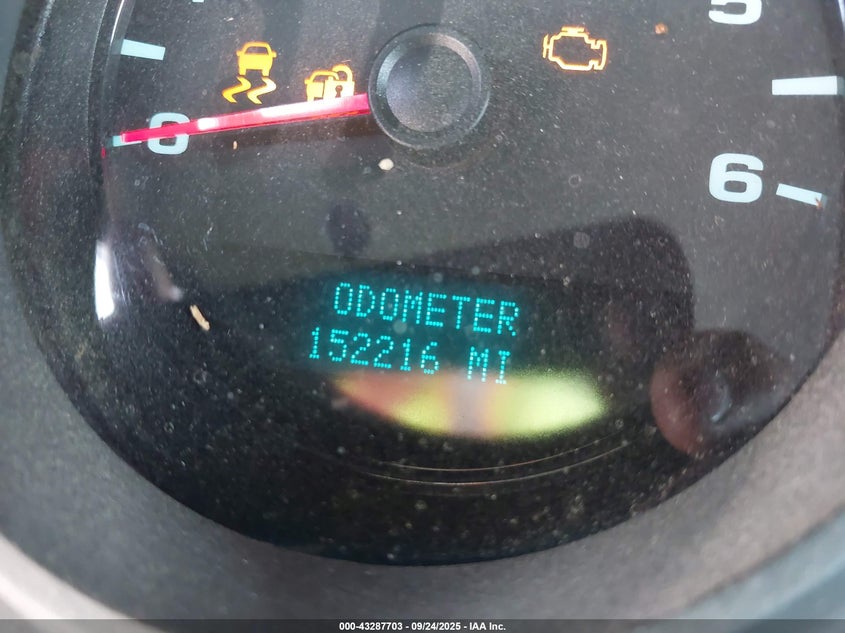 5
0
6
ODOMETER
152216 MI
000-43287703 - 09/24/2025 - IAA Inc.